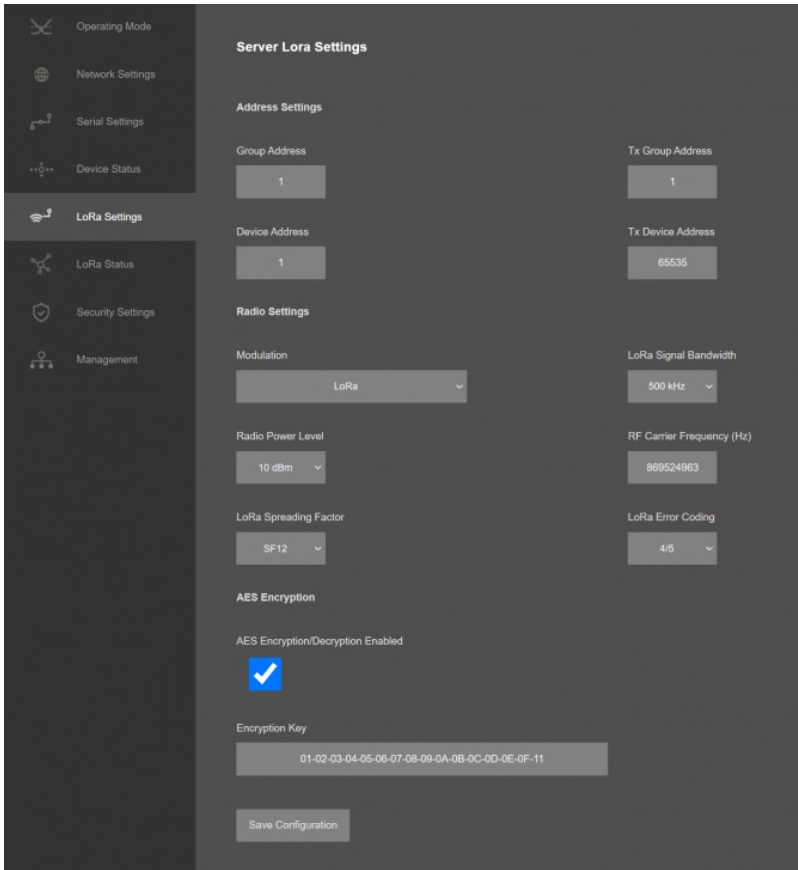 Operating Mode
Network Settings
Serial Settings
Device Status
LoRa Settings
LoRa Status
Security Settings
Management
Server Lora Settings
Address Settings
Group Address
Tx Group Address
1
1
Device Address
Tx Device Address
1
65535
Radio Settings
Modulation
LoRa Signal Bandwidth
LoRa
500 kHz
Radio Power Level
RF Carrier Frequency (Hz)
10 dBm
869524963
LoRa Spreading Factor
LoRa Error Coding
SF12
4/5
AES Encryption
AES Encryption/Decryption Enabled
Encryption Key
01-02-03-04-05-06-07-08-09-0A-0B-0C-0D-0E-0F-11
Save Configuration